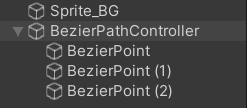 Sprite_BG
BezierPathController
BezierPoint
BezierPoint (1)
BezierPoint (2)